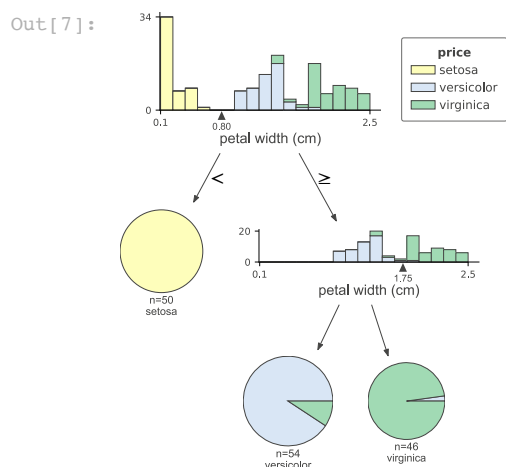 Out[7]:
34
0
0.1
0.80
2.5
petal width (cm)
price
setosa
versicolor
virginica
<
≥
n=50
setosa
20
0
0.1
1.75
2.5
petal width (cm)
n=54
versicolor
n=46
virginica